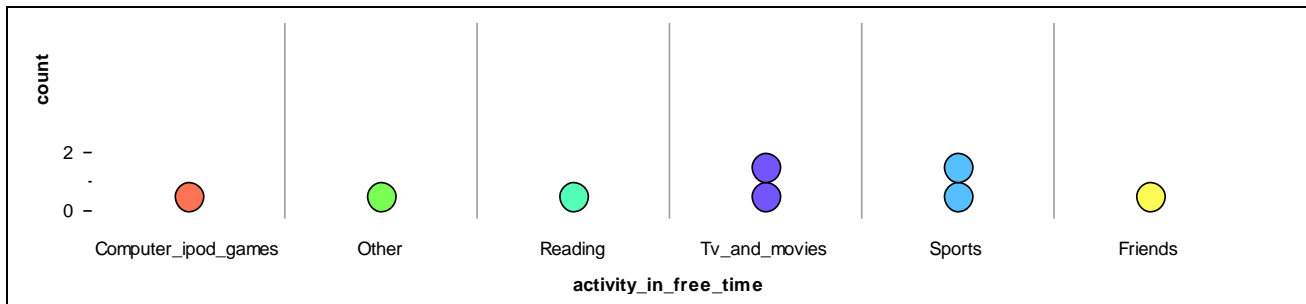 count
2
0
Computer_ipod_games Other Reading Tv_and_movies Sports Friends
activity_in_free_time